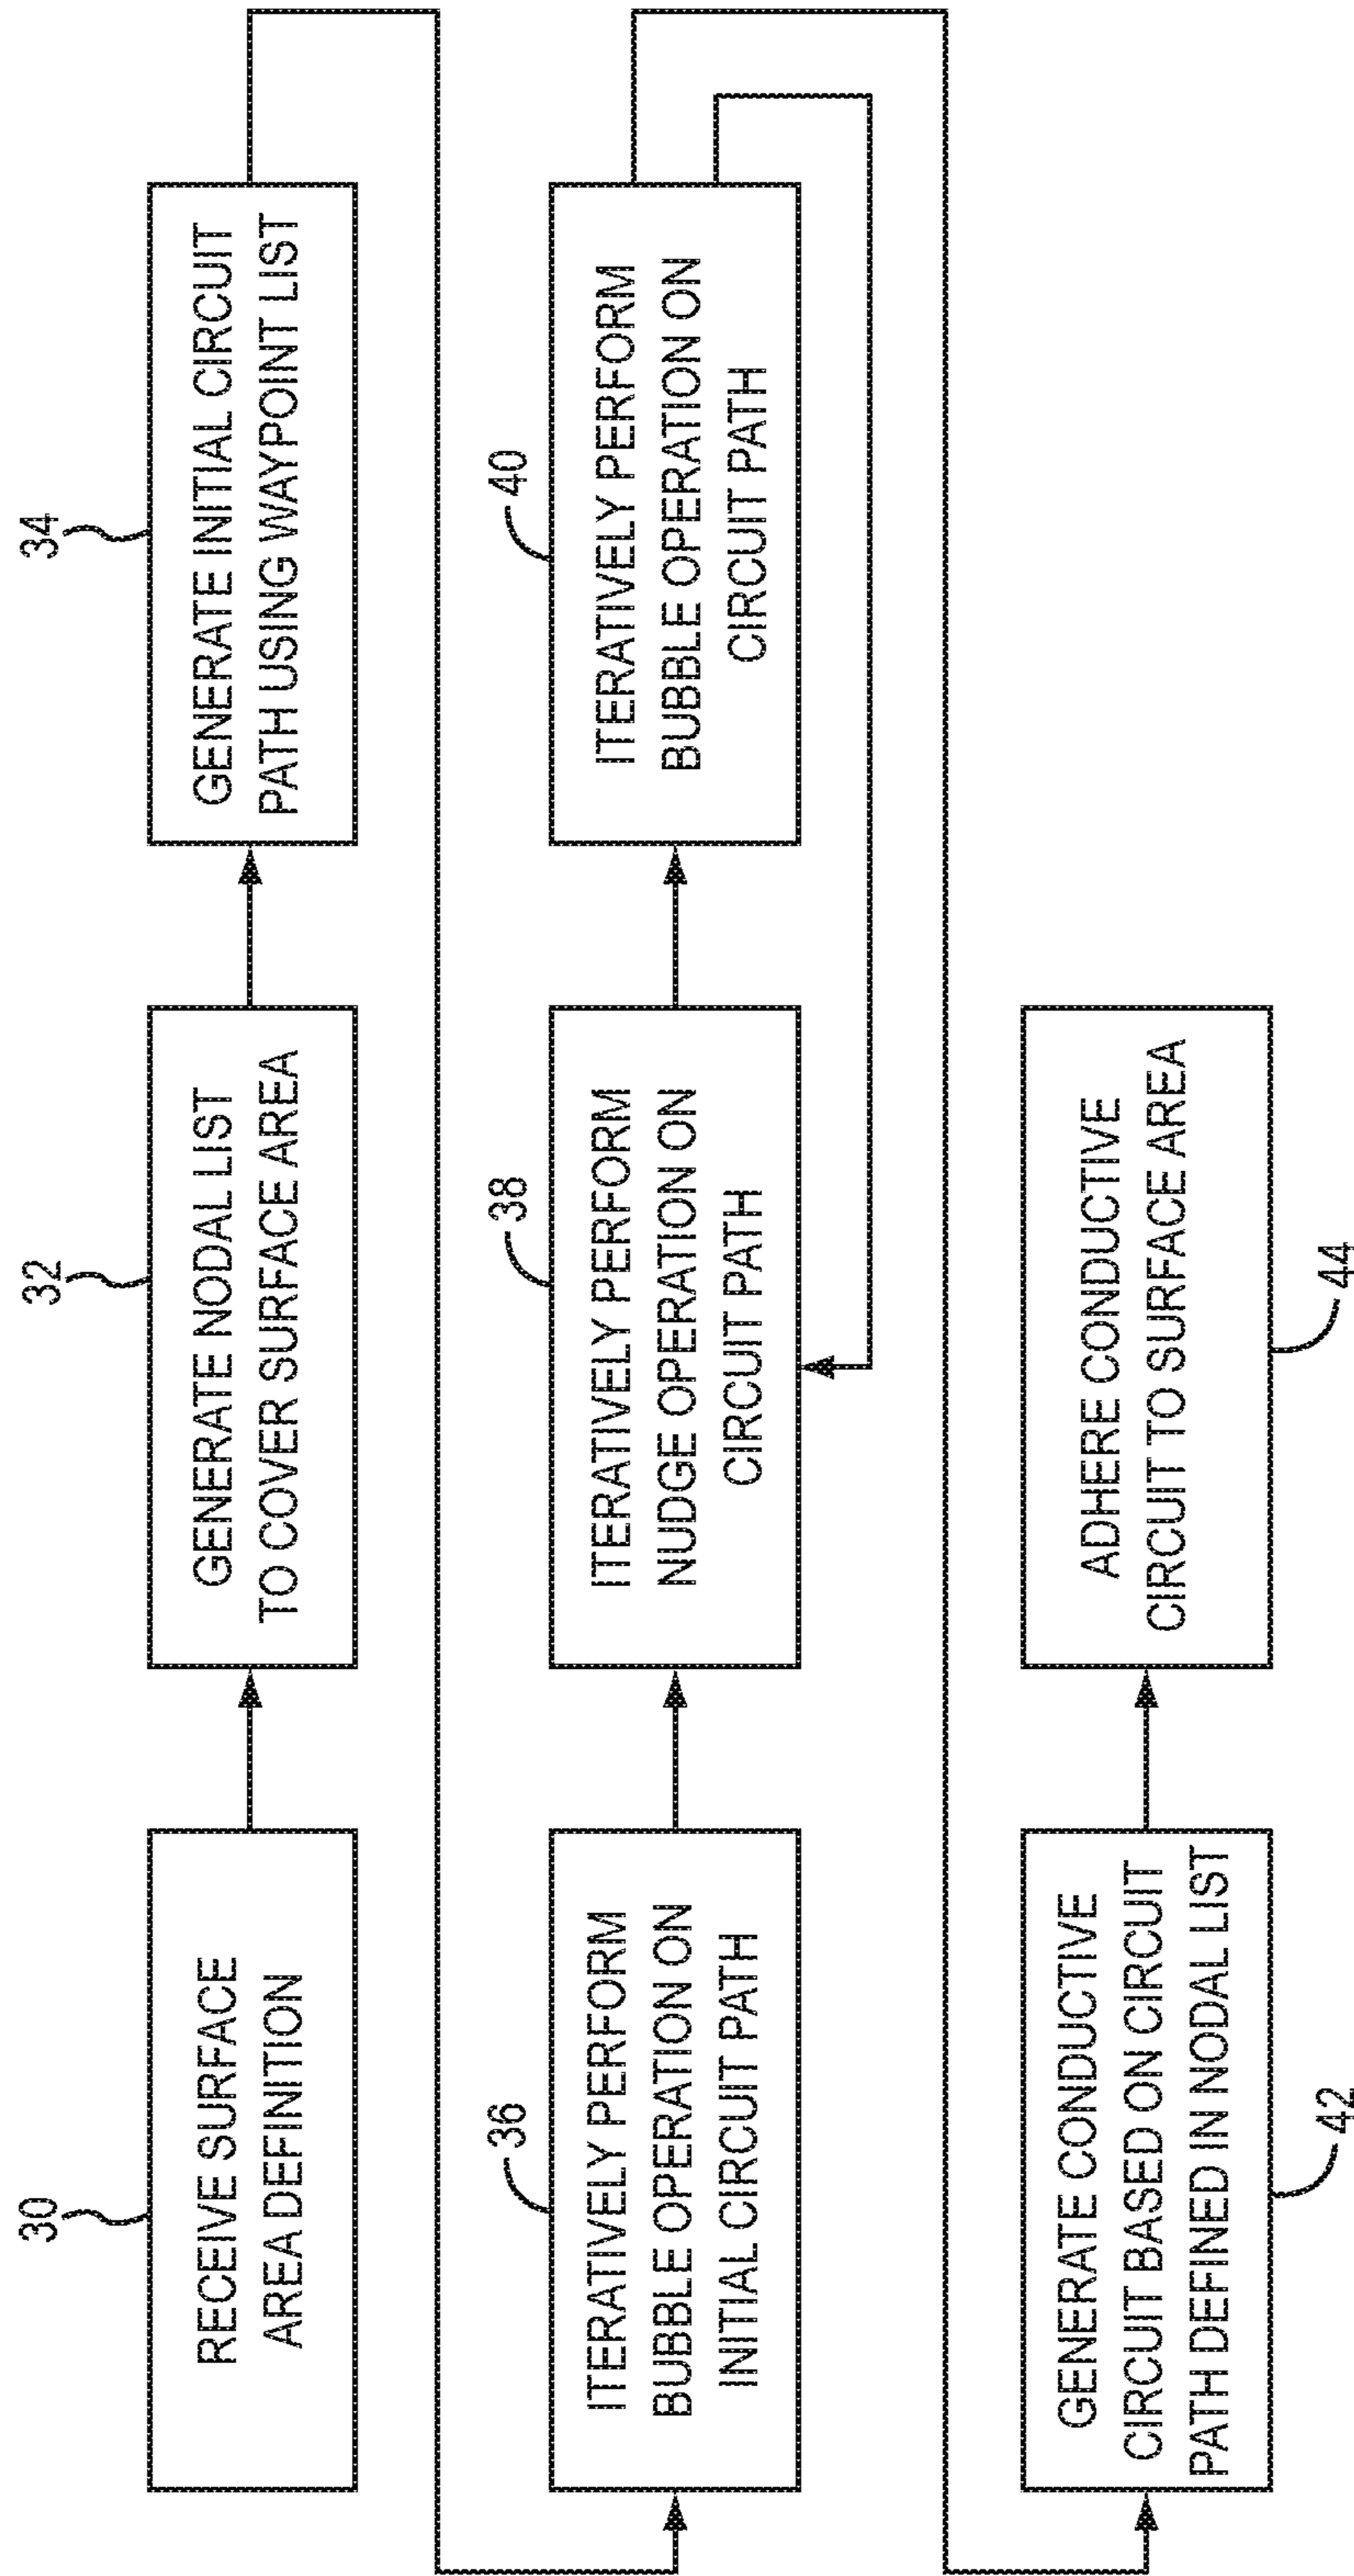 30
RECEIVE SURFACE
AREA DEFINITION
32
GENERATE NODAL LIST
TO COVER SURFACE AREA
34
GENERATE INITIAL CIRCUIT
PATH USING WAYPOINT LIST
36
ITERATIVELY PERFORM
BUBBLE OPERATION ON
INITIAL CIRCUIT PATH
38
ITERATIVELY PERFORM
NUDGE OPERATION ON
CIRCUIT PATH
40
ITERATIVELY PERFORM
BUBBLE OPERATION ON
CIRCUIT PATH
GENERATE CONDUCTIVE
CIRCUIT BASED ON CIRCUIT
PATH DEFINED IN NODAL LIST
42
ADHERE CONDUCTIVE
CIRCUIT TO SURFACE AREA
44